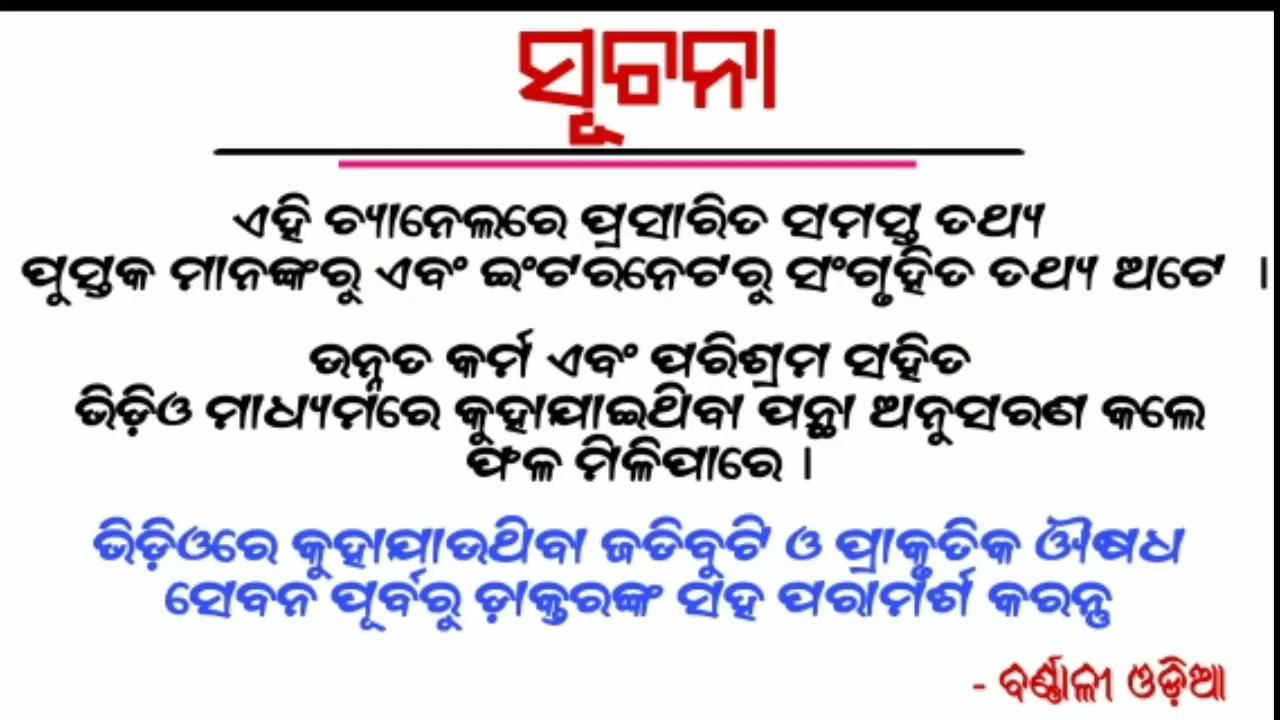 ସୂଚନା
ଏହି ଚ୍ୟାନେଲରେ ପ୍ରସାରିତ ସମସ୍ତ ତଥ୍ୟ
ପୁସ୍ତକ ମାନଙ୍କରୁ ଏବଂ ଇଂଟରନେଟରୁ ସଂଗୃହିତ ତଥ୍ୟ ଅଟେ ।
ଉନ୍ନତ କର୍ମ ଏବଂ ପରିଶ୍ରମ ସହିତ
ଭିଡ଼ିଓ ମାଧ୍ୟମରେ କୁହାଯାଇଥିବା ପନ୍ଥା ଅନୁସରଣ କଲେ
ଫଳ ମିଳିପାରେ ।
ଭିଡ଼ିଓରେ କୁହାଯାଉଥିବା ଜଡିବୁଟି ଓ ପ୍ରାକୃତିକ ଔଷଧ
ସେବନ ପୂର୍ବରୁ ଡ଼ାକ୍ତରଙ୍କ ସହ ପରାମର୍ଶ କରନ୍ତୁ
- ବର୍ଣ୍ଣାଳୀ ଓଡ଼ିଆ